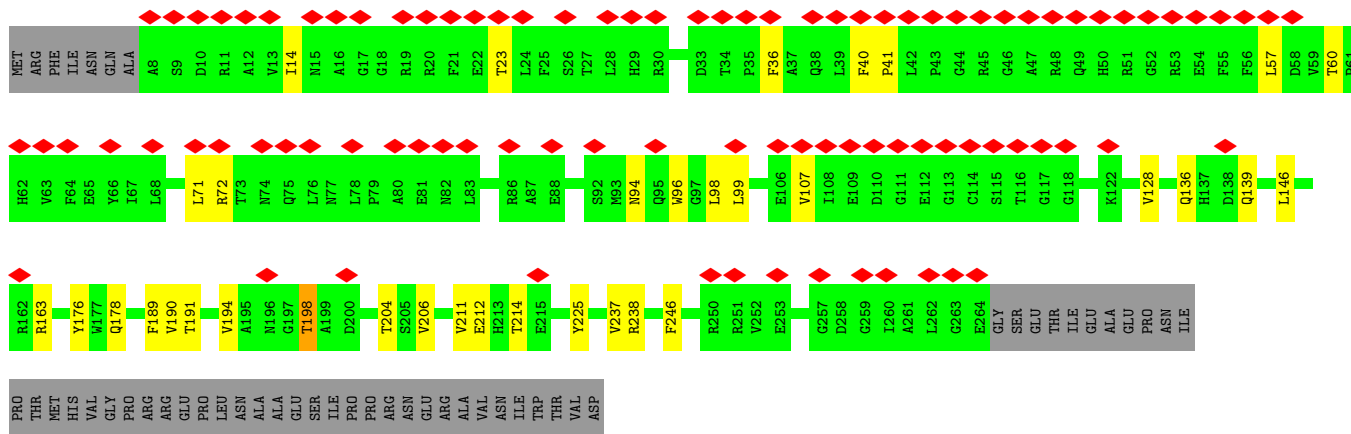 MET ARG PHE ILE ASN GLN ALA A8 S9 D10 R11 A12 V13 I14 N15 A16 G17 G18 R19 R20 F21 E22 T23 L24 F25 S26 T27 L28 H29 R30 D33 T34 P35 F36 A37 Q38 L39 F40 P41 L42 P43 G44 R45 G46 A47 R48 Q49 H50 R51 G52 R53 E54 F55 F56 L57 D58 V59 T60
H62 V63 F64 E65 Y66 I67 L68 L71 R72 T73 N74 Q75 L76 N77 L78 P79 A80 E81 N82 L83 R86 A87 E88 S92 M93 N94 Q95 W96 G97 L98 L99 E106 V107 I108 E109 D110 G111 E112 G113 C114 S115 T116 G117 G118 K122 V128 Q136 H137 D138 Q139 L146
R162 R163 Y176 W177 Q178 F189 V190 T191 V194 A195 N196 G197 T198 A199 D200 T204 S205 V206 V211 E212 H213 T214 E215 Y225 V237 R238 F246 R250 R251 V252 E253 G257 D258 G259 I260 A261 L262 G263 E264 GLY SER GLU THR ILE GLU ALA GLU PRO ASN ILE
PRO THR MET HIS VAL GLY PRO ARG ARG GLU PRO LEU ASN ALA ALA GLU SER ILE PRO PRO ARG ASN GLU ARG ALA VAL ASN ILE TRP THR VAL ASP